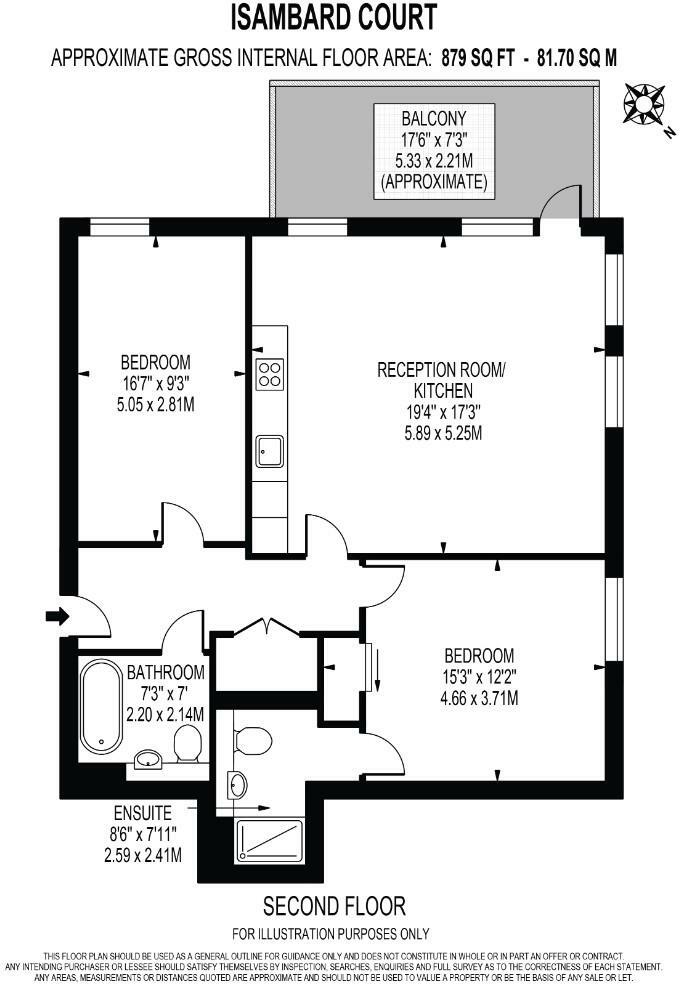 ISAMBARD COURT
APPROXIMATE GROSS INTERNAL FLOOR AREA: 879 SQ FT - 81.70 SQ M
BALCONY
17'6" x 7'3"
5.33 x 2.21M
(APPROXIMATE)
N
BEDROOM
16'7" x 9'3"
5.05 x 2.81M
RECEPTION ROOM/
KITCHEN
19'4" x 17'3"
5.89 x 5.25M
BEDROOM
15'3" x 12'2"
4.66 x 3.71M
BATHROOM
7'3" x 7'
2.20 x 2.14M
ENSUITE
8'6" x 7'11"
2.59 x 2.41M
SECOND FLOOR
FOR ILLUSTRATION PURPOSES ONLY
THIS FLOOR PLAN SHOULD BE USED AS A GENERAL OUTLINE FOR GUIDANCE ONLY AND DOES NOT CONSTITUTE IN WHOLE OR IN PART AN OFFER OR CONTRACT.
ANY INTENDING PURCHASER OR LESSEE SHOULD SATISFY THEMSELVES BY INSPECTION, SEARCHES, ENQUIRIES AND FULL SURVEY AS TO THE CORRECTNESS OF EACH STATEMENT.
ANY AREAS, MEASUREMENTS OR DISTANCES QUOTED ARE APPROXIMATE AND SHOULD NOT BE USED TO VALUE A PROPERTY OR BE THE BASIS OF ANY SALE OR LET.